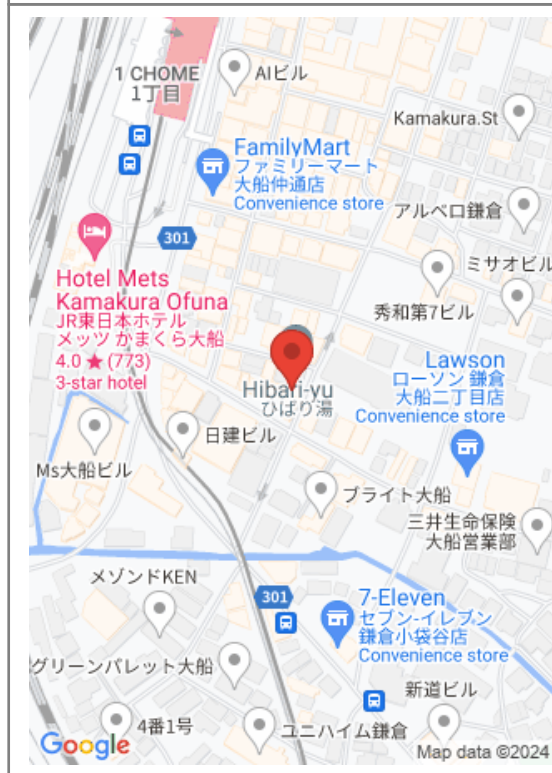 1 CHOME
1丁目
AIビル
Kamakura.St
FamilyMart
ファミリーマート
大船仲通店
Convenience store
アルベロ鎌倉
301
ミサオビル
Hotel Mets
Kamakura Ofuna
JR東日本ホテル
メッツ かまくら大船
4.0 ★ (773)
3-star hotel
秀和第7ビル
Hibari-yu
ひばり湯
Lawson
ローソン 鎌倉
大船二丁目店
Convenience store
日建ビル
Ms大船ビル
ブライト大船
三井生命保険
大船営業部
メゾンドKEN
301
7-Eleven
セブン-イレブン
鎌倉小袋谷店
Convenience store
グリーンパレット大船
新道ビル
4番1号
ユニハイム鎌倉
Google
Map data ©2024